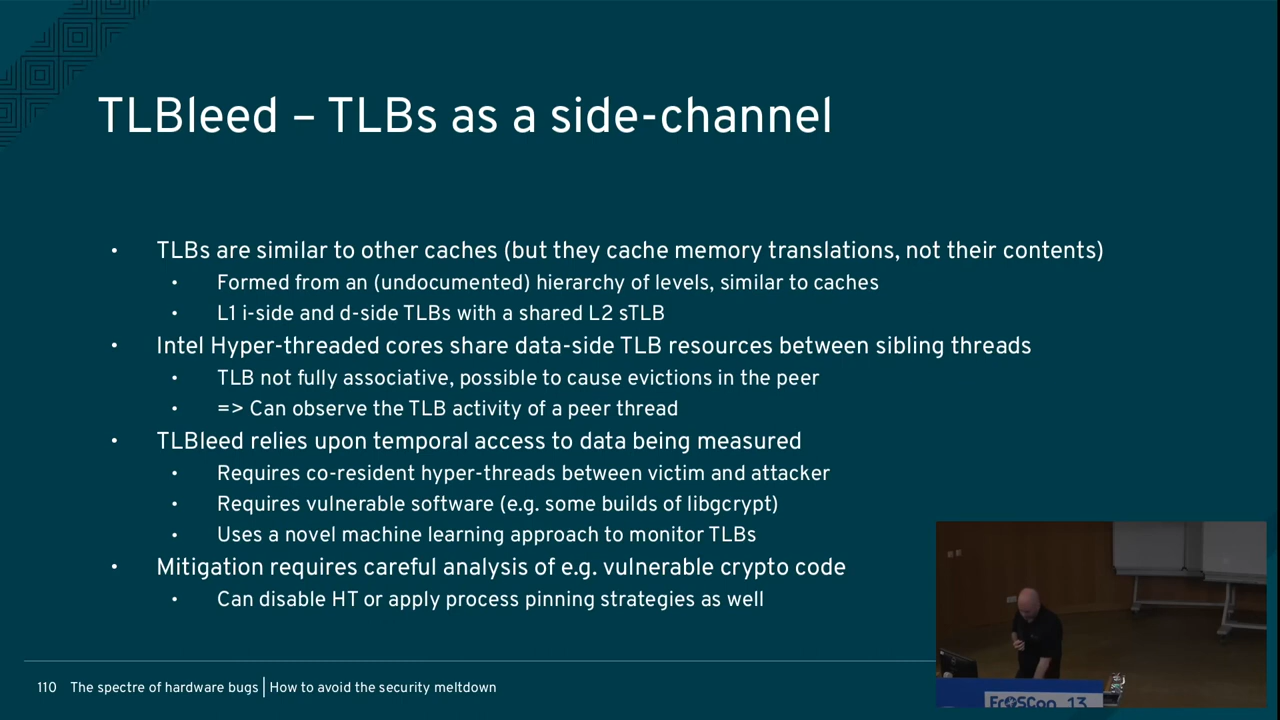 TLBleed – TLBs as a side-channel
• TLBs are similar to other caches (but they cache memory translations, not their contents)
• Formed from an (undocumented) hierarchy of levels, similar to caches
• L1 i-side and d-side TLBs with a shared L2 sTLB
• Intel Hyper-threaded cores share data-side TLB resources between sibling threads
• TLB not fully associative, possible to cause evictions in the peer
• => Can observe the TLB activity of a peer thread
• TLBleed relies upon temporal access to data being measured
• Requires co-resident hyper-threads between victim and attacker
• Requires vulnerable software (e.g. some builds of libgcrypt)
• Uses a novel machine learning approach to monitor TLBs
• Mitigation requires careful analysis of e.g. vulnerable crypto code
• Can disable HT or apply process pinning strategies as well
110 The spectre of hardware bugs | How to avoid the security meltdown
FrOSCon 13